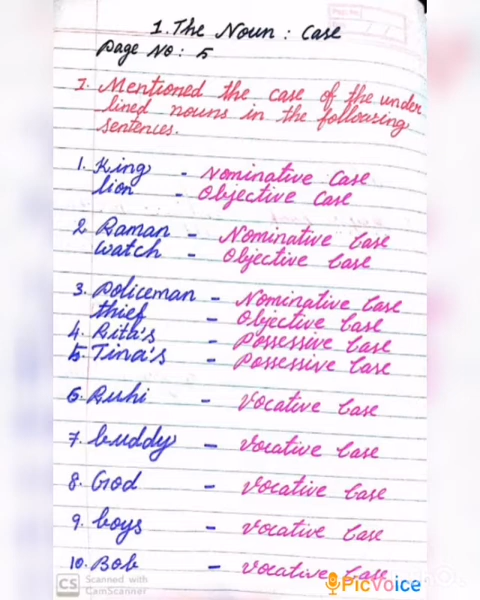 1. The Noun : Case
Page No : 5
I. Mentioned the case of the under
lined nouns in the following
sentences.
1. King - Nominative Case
lion - Objective Case
2. Raman - Nominative Case
watch - Objective Case
3. Policeman - Nominative Case
thief - Objective Case
4. Rita's - Possessive Case
5. Tina's - Possessive Case
6. Ruhi - Vocative Case
7. buddy - Vocative Case
8. God - Vocative Case
9. boys - Vocative Case
10. Bob - Vocative Case
CS Scanned with
CamScanner
PicVoice